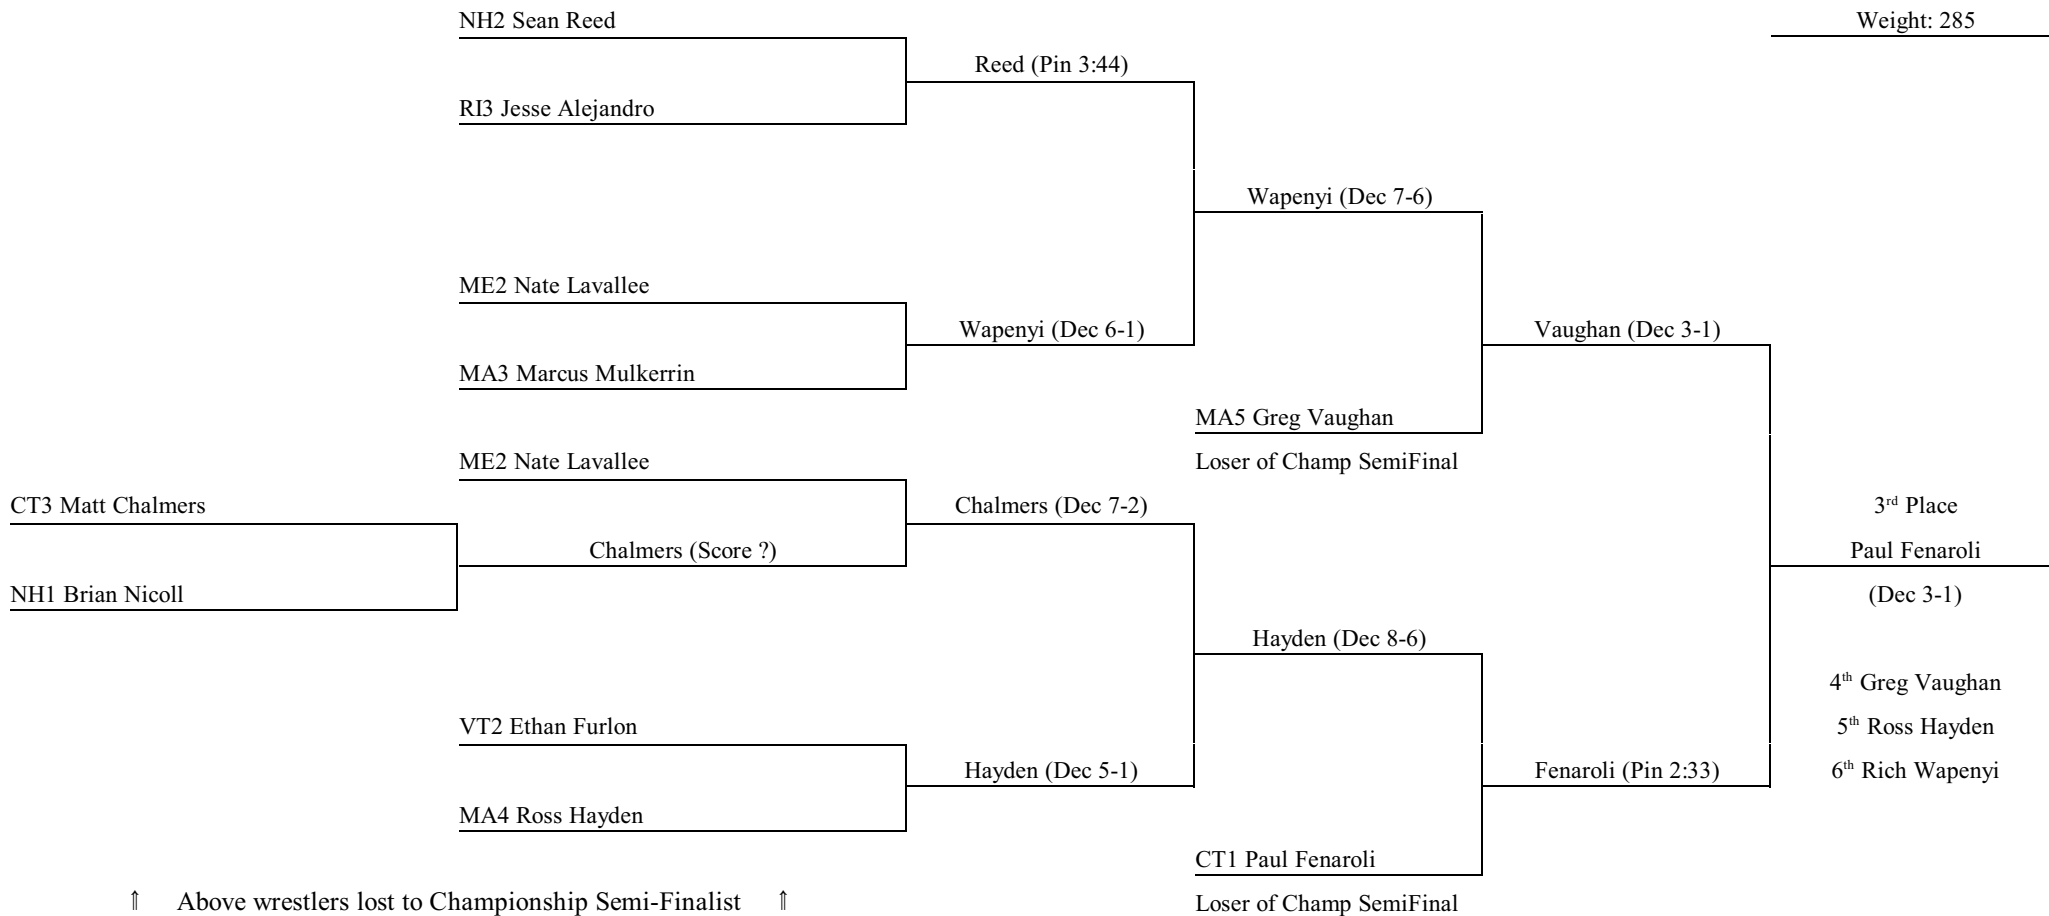 NH2 Sean Reed
Weight: 285
Reed (Pin 3:44)
RI3 Jesse Alejandro
Wapenyi (Dec 7-6)
ME2 Nate Lavallee
Wapenyi (Dec 6-1)
Vaughan (Dec 3-1)
MA3 Marcus Mulkerrin
MA5 Greg Vaughan
ME2 Nate Lavallee
Loser of Champ SemiFinal
CT3 Matt Chalmers
Chalmers (Dec 7-2)
3rd Place
Chalmers (Score ?)
Paul Fenaroli
NH1 Brian Nicoll
(Dec 3-1)
Hayden (Dec 8-6)
4th Greg Vaughan
VT2 Ethan Furlon
5th Ross Hayden
Hayden (Dec 5-1)
Fenaroli (Pin 2:33)
6th Rich Wapenyi
MA4 Ross Hayden
CT1 Paul Fenaroli
⇑ Above wrestlers lost to Championship Semi-Finalist ⇑
Loser of Champ SemiFinal